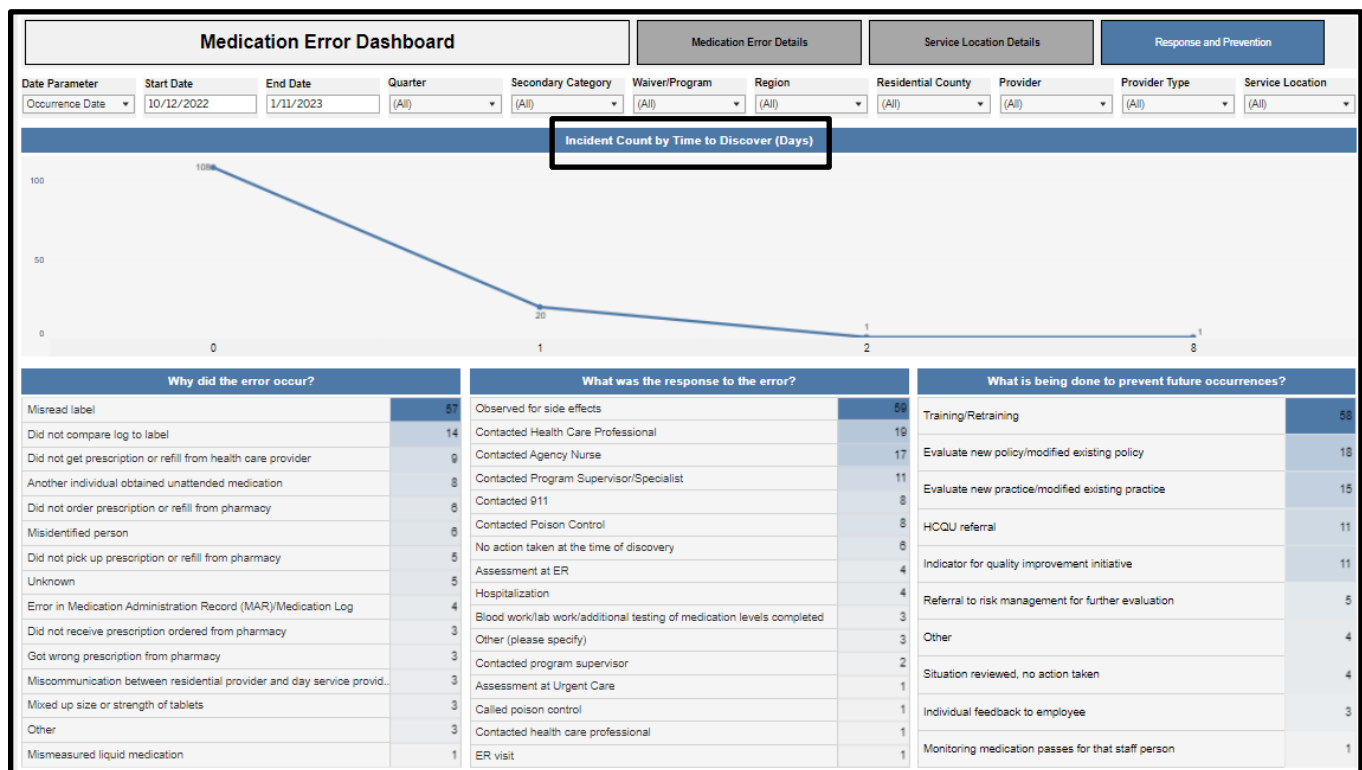 Medication Error Dashboard
Medication Error Details
Service Location Details
Response and Prevention
Date Parameter Start Date End Date Quarter Secondary Category Waiver/Program Region Residential County Provider Provider Type Service Location
Occurrence Date 10/12/2022 1/11/2023 (All) (All) (All) (All) (All) (All) (All) (All)
Incident Count by Time to Discover (Days)
108
100
50
20
1
1
0
0 1 2 8
Why did the error occur?
Misread label 57
Did not compare log to label 14
Did not get prescription or refill from health care provider 9
Another individual obtained unattended medication 8
Did not order prescription or refill from pharmacy 6
Misidentified person 6
Did not pick up prescription or refill from pharmacy 5
Unknown 5
Error in Medication Administration Record (MAR)/Medication Log 4
Did not receive prescription ordered from pharmacy 3
Got wrong prescription from pharmacy 3
Miscommunication between residential provider and day service provid.. 3
Mixed up size or strength of tablets 3
Other 3
Mismeasured liquid medication 1
What was the response to the error?
Observed for side effects 59
Contacted Health Care Professional 19
Contacted Agency Nurse 17
Contacted Program Supervisor/Specialist 11
Contacted 911 8
Contacted Poison Control 8
No action taken at the time of discovery 6
Assessment at ER 4
Hospitalization 4
Blood work/lab work/additional testing of medication levels completed 3
Other (please specify) 3
Contacted program supervisor 2
Assessment at Urgent Care 1
Called poison control 1
Contacted health care professional 1
ER visit 1
What is being done to prevent future occurrences?
Training/Retraining 58
Evaluate new policy/modified existing policy 18
Evaluate new practice/modified existing practice 15
HCQU referral 11
Indicator for quality improvement initiative 11
Referral to risk management for further evaluation 5
Other 4
Situation reviewed, no action taken 4
Individual feedback to employee 3
Monitoring medication passes for that staff person 1